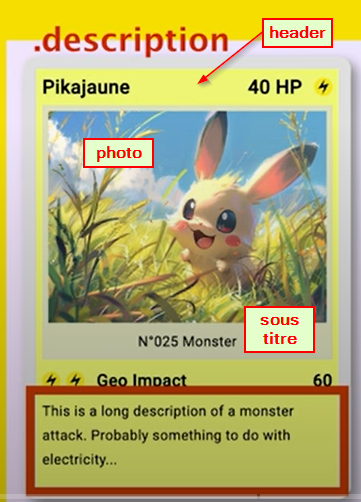 .description
header
Pikajaune 40 HP
photo
N°025 Monster
sous
titre
Geo Impact 60
This is a long description of a monster
attack. Probably something to do with
electricity...